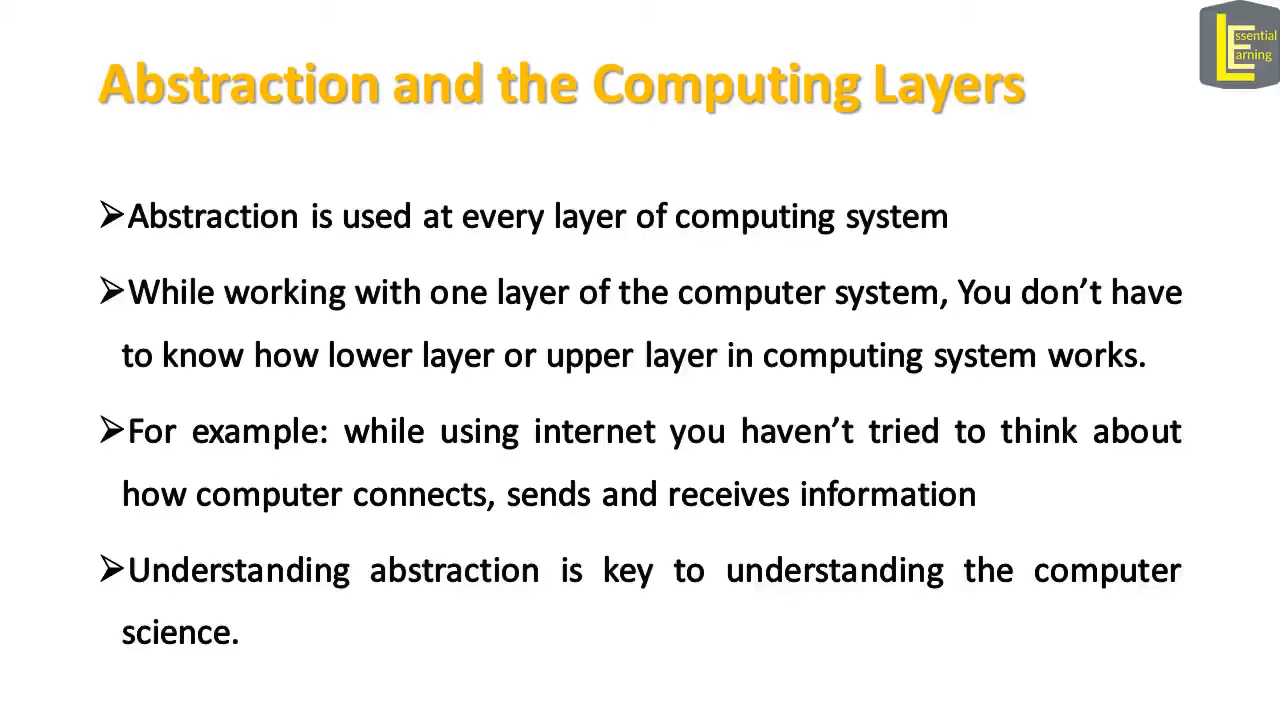 Essential
Learning
Abstraction and the Computing Layers
➢Abstraction is used at every layer of computing system
➢While working with one layer of the computer system, You don’t have
to know how lower layer or upper layer in computing system works.
➢For example: while using internet you haven’t tried to think about
how computer connects, sends and receives information
➢Understanding abstraction is key to understanding the computer
science.